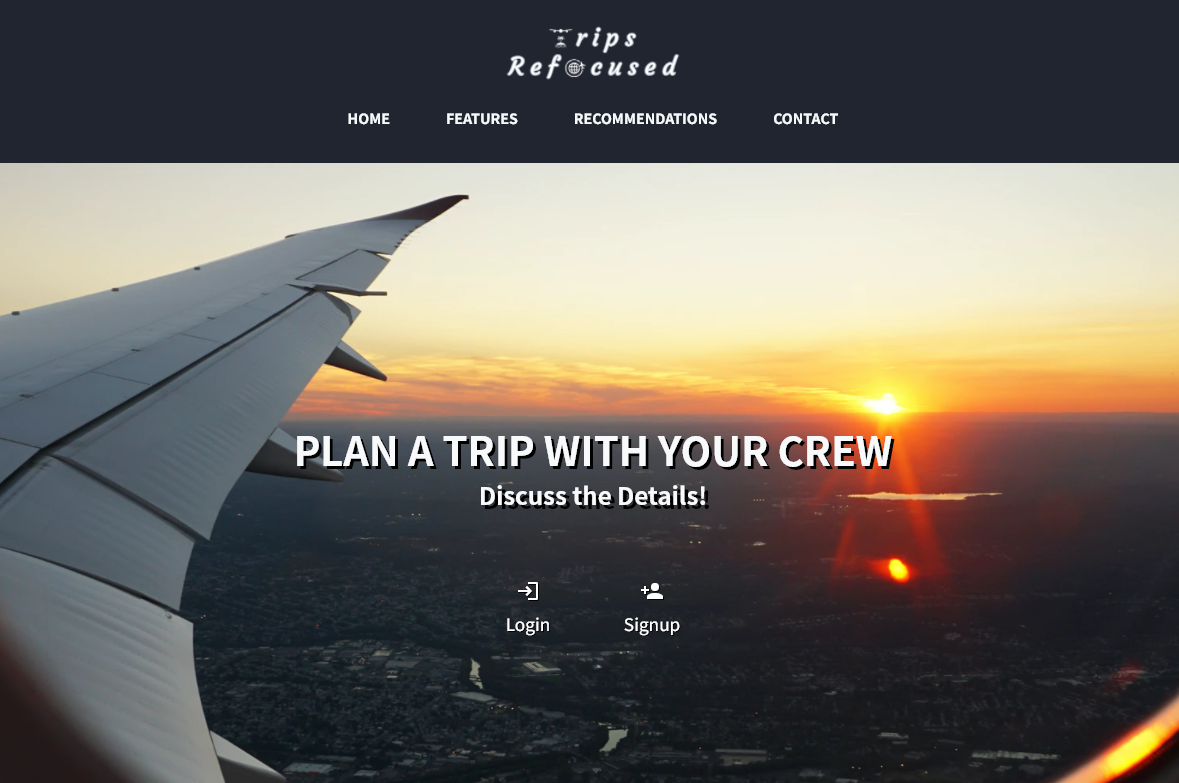 Trips
Refocused
HOME FEATURES RECOMMENDATIONS CONTACT
PLAN A TRIP WITH YOUR CREW
Discuss the Details!
Login Signup